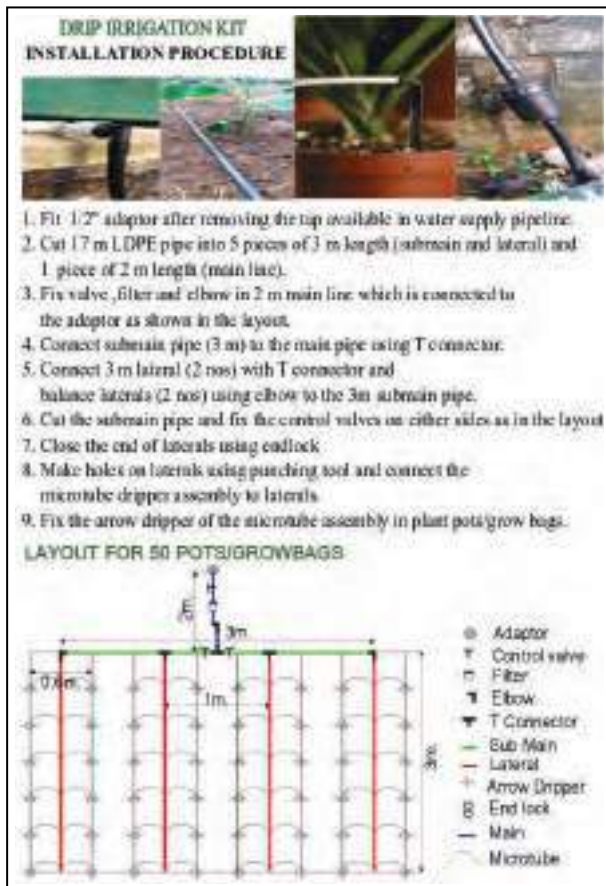 DRIP IRRIGATION KIT
INSTALLATION PROCEDURE
1. Fit 1/2" adaptor after removing the tap available in water supply pipeline.
2. Cut 17 m LDPE pipe into 5 pieces of 3 m length (submain and lateral) and
1 piece of 2 m length (main line).
3. Fix valve ,filter and elbow in 2 m main line which is connected to
the adaptor as shown in the layout.
4. Connect submain pipe (3 m) to the main pipe using T connector.
5. Connect 3 m lateral (2 nos) with T connector and
balance laterals (2 nos) using elbow to the 3m submain pipe.
6. Cut the submain pipe and fix the control valves on either sides as in the layout
7. Close the end of laterals using endlock
8. Make holes on laterals using punching tool and connect the
microtube dripper assembly to laterals.
9. Fix the arrow dripper of the microtube assembly in plant pots/grow bags.
LAYOUT FOR 50 POTS/GROWBAGS
2m.
3m.
0.6m.
1m.
3m.
Adaptor
Control valve
Filter
Elbow
T Connector
Sub Main
Lateral
Arrow Dripper
End lock
Main
Microtube